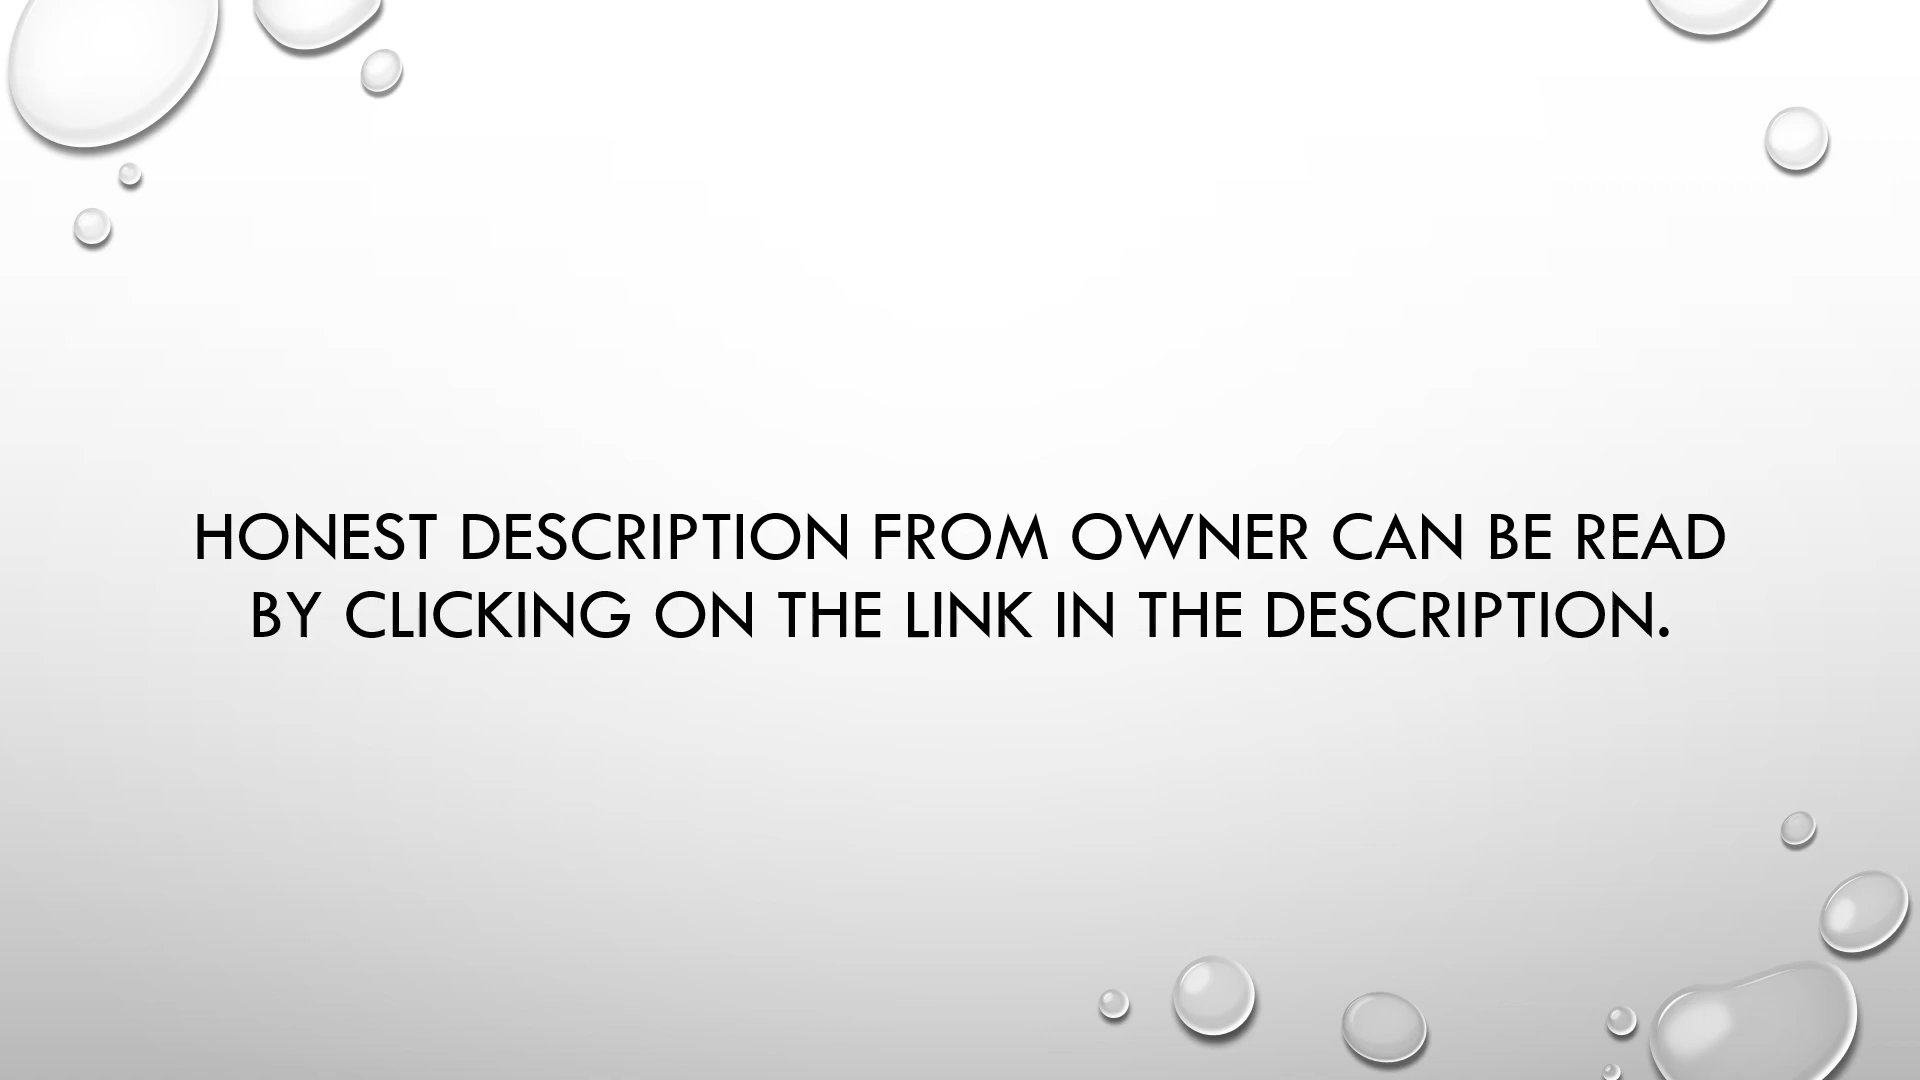 HONEST DESCRIPTION FROM OWNER CAN BE READ
BY CLICKING ON THE LINK IN THE DESCRIPTION.